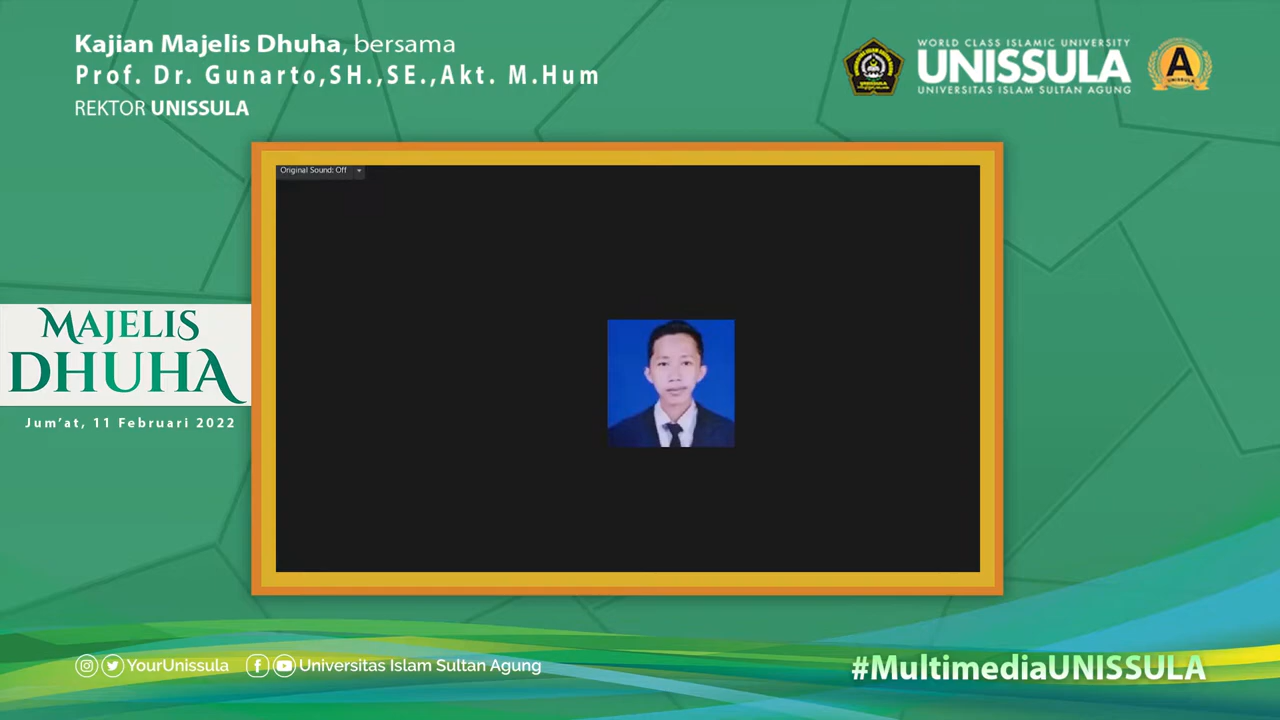 Kajian Majelis Dhuha, bersama
Prof. Dr. Gunarto,SH.,SE.,Akt. M.Hum
REKTOR UNISSULA
WORLD CLASS ISLAMIC UNIVERSITY
UNISSULA
UNIVERSITAS ISLAM SULTAN AGUNG
A
UNISSULA
Original Sound: Off
MAJELIS
DHUHA
Jum'at, 11 Februari 2022
YourUnissula
Universitas Islam Sultan Agung
#MultimediaUNISSULA